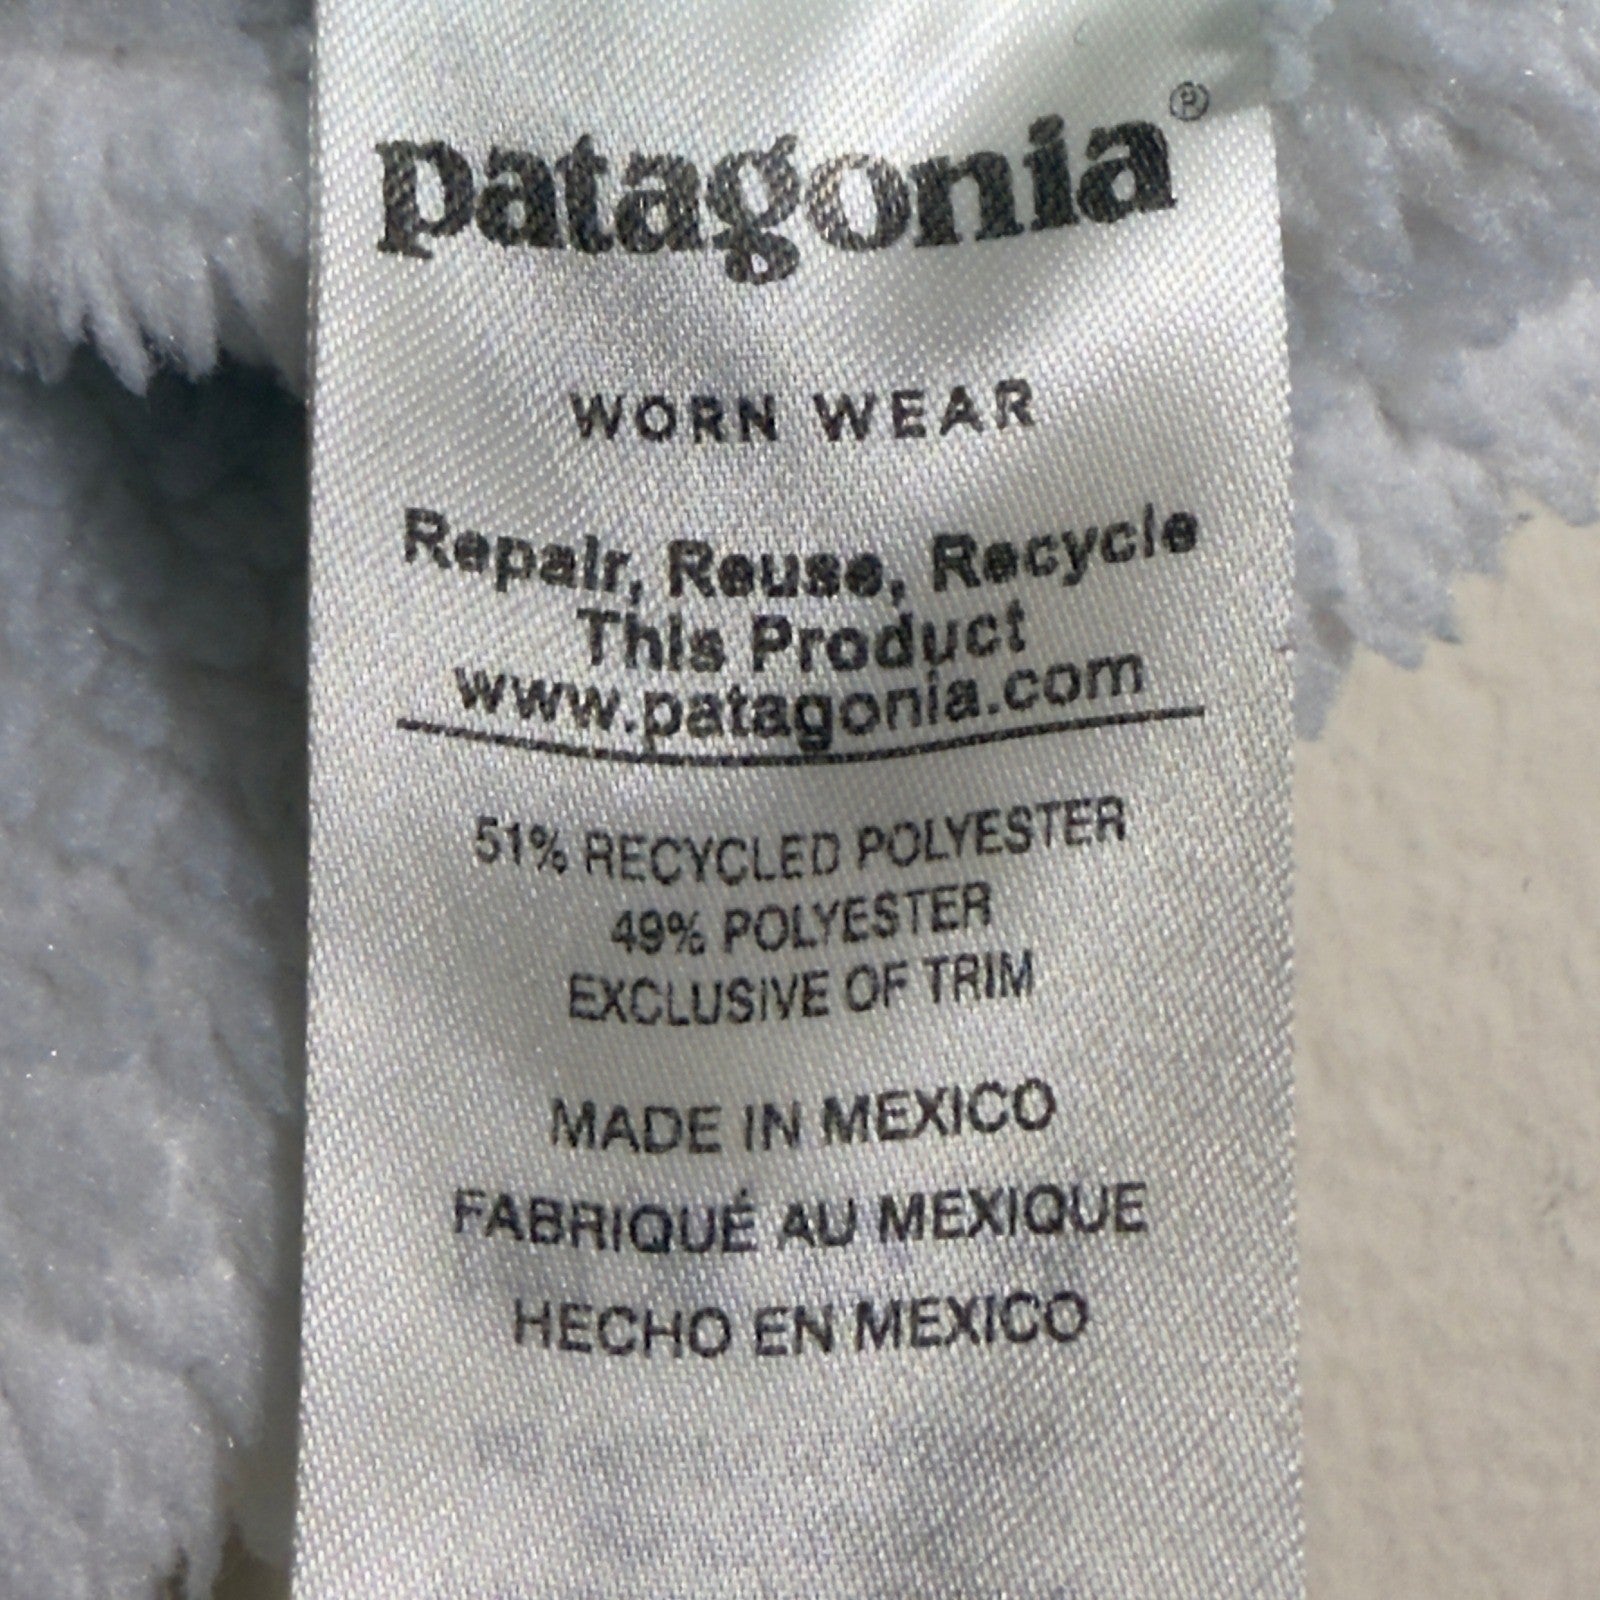 patagonia®
WORN WEAR
Repair, Reuse, Recycle
This Product
www.patagonia.com
51% RECYCLED POLYESTER
49% POLYESTER
EXCLUSIVE OF TRIM
MADE IN MEXICO
FABRIQUÉ AU MEXIQUE
HECHO EN MEXICO